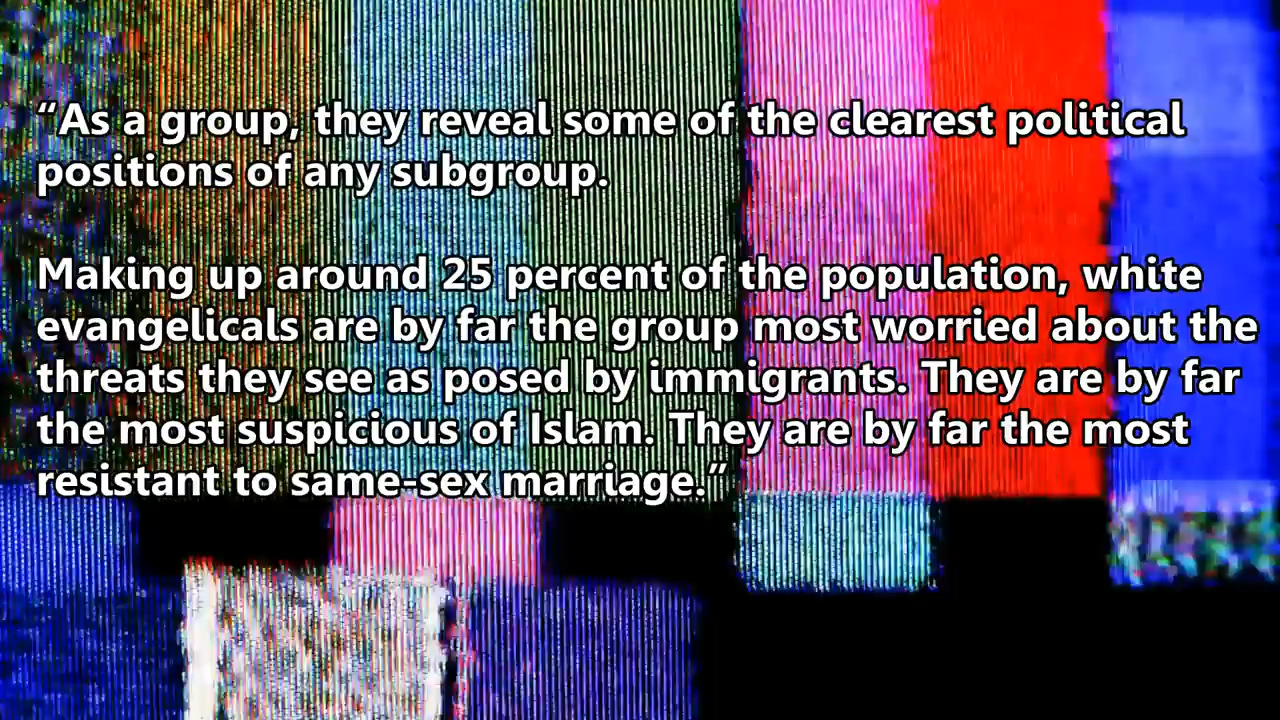 “As a group, they reveal some of the clearest political
positions of any subgroup.
Making up around 25 percent of the population, white
evangelicals are by far the group most worried about the
threats they see as posed by immigrants. They are by far
the most suspicious of Islam. They are by far the most
resistant to same-sex marriage.”